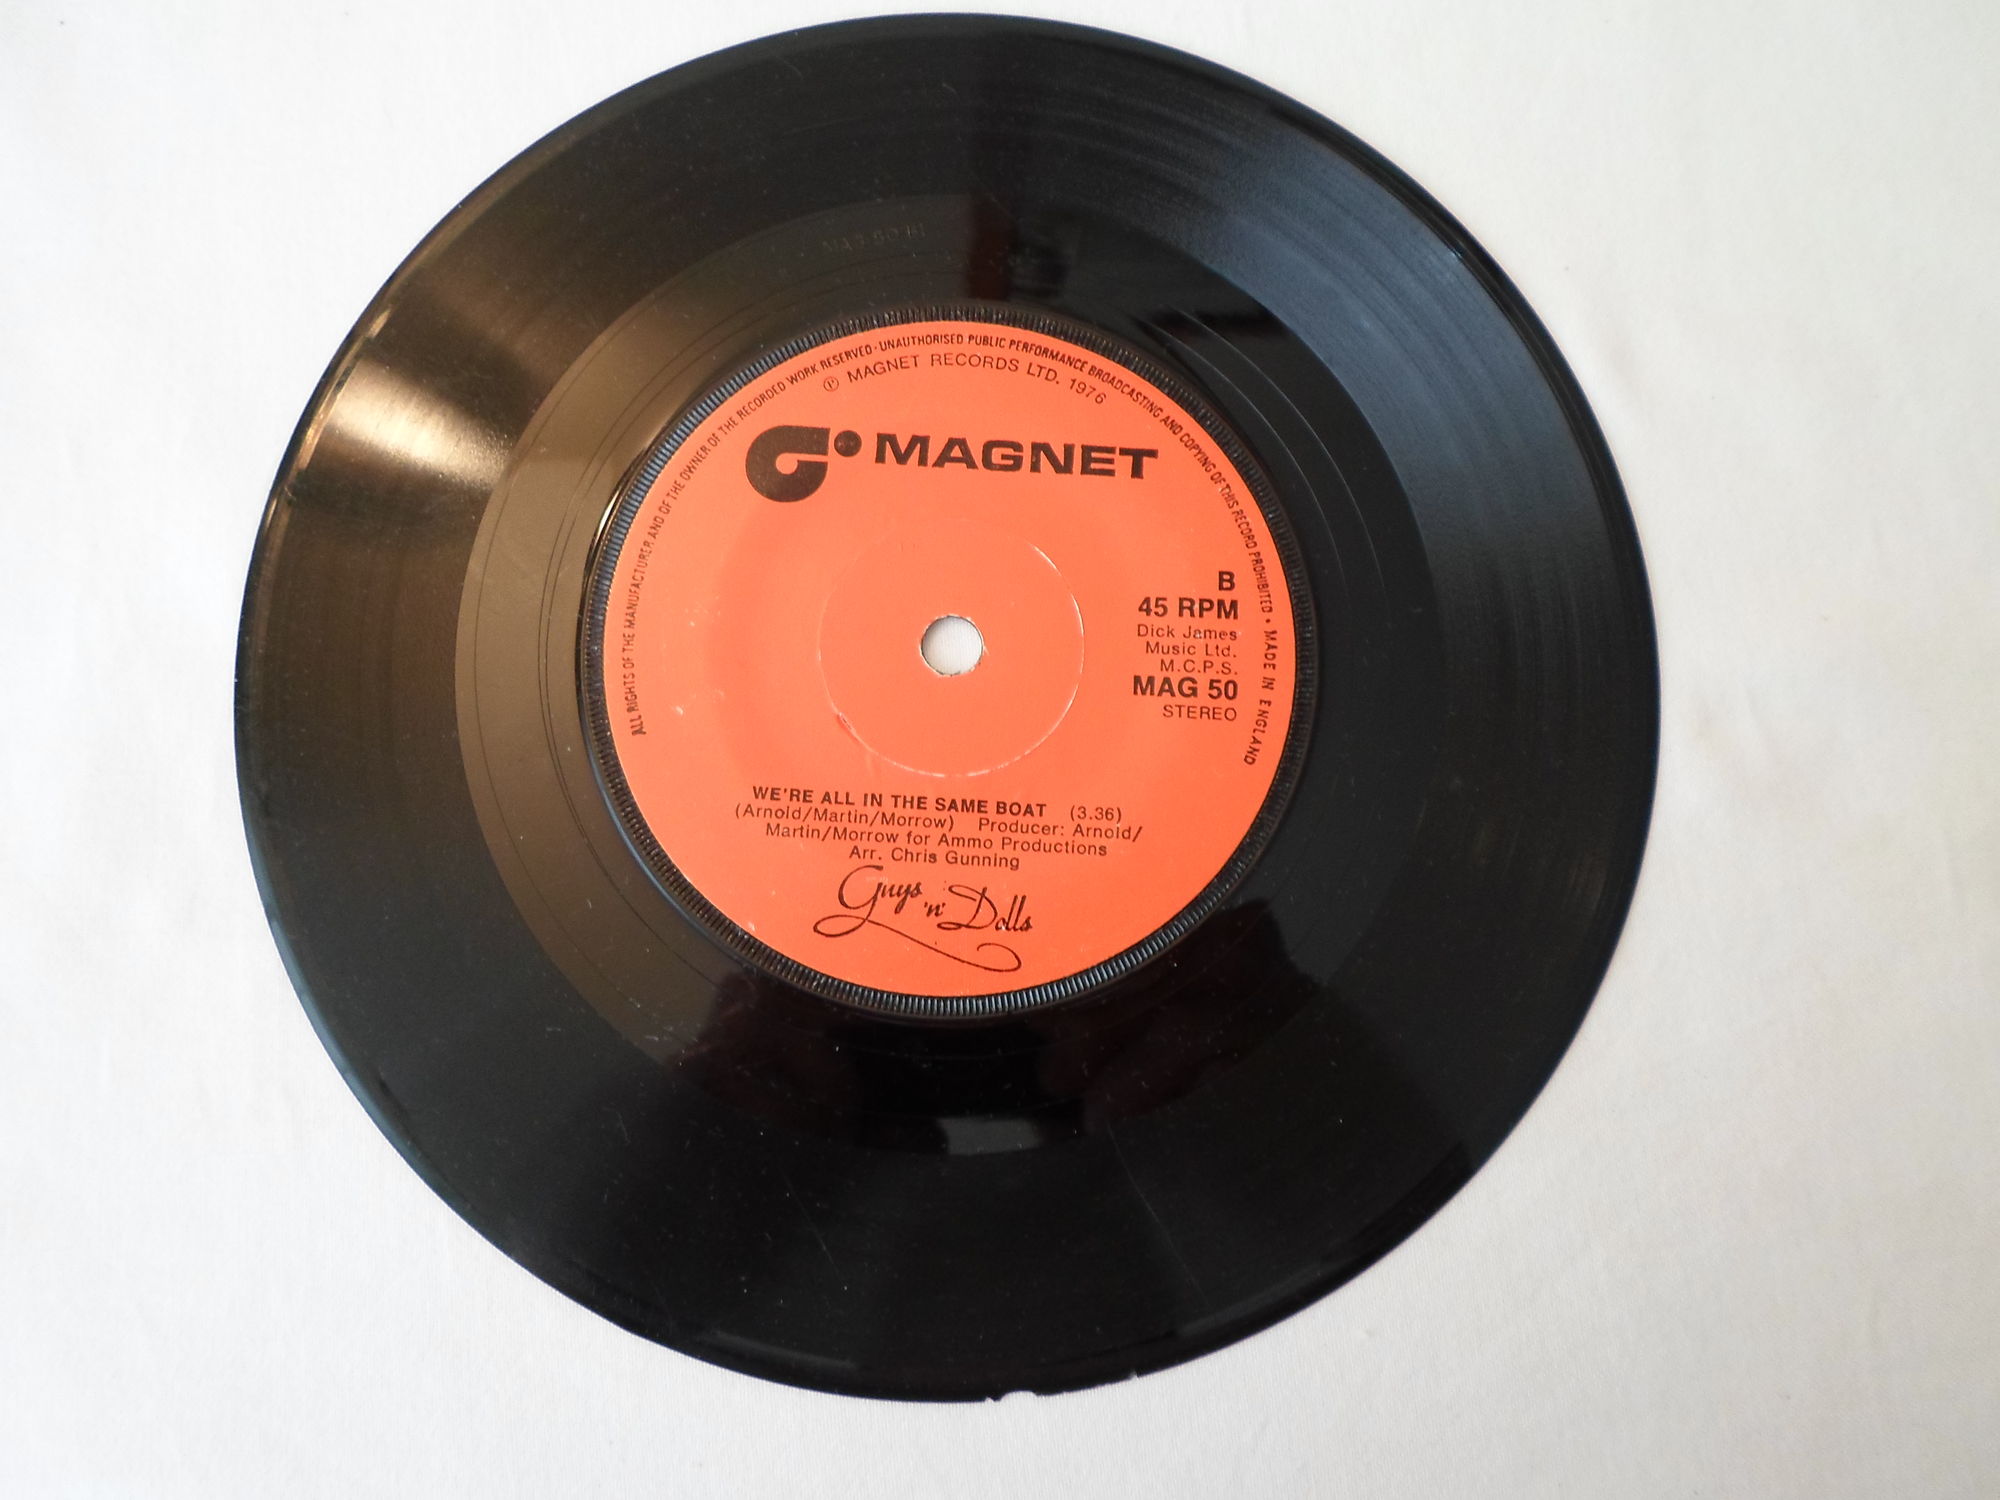 ALL RIGHTS OF THE MANUFACTURER AND OF THE OWNER OF THE RECORDED WORK RESERVED · UNAUTHORISED PUBLIC PERFORMANCE BROADCASTING AND COPYING OF THIS RECORD PROHIBITED • MADE IN ENGLAND
℗ MAGNET RECORDS LTD. 1976
MAGNET
B
45 RPM
Dick James
Music Ltd.
M.C.P.S.
MAG 50
STEREO
WE'RE ALL IN THE SAME BOAT (3.36)
(Arnold/Martin/Morrow) Producer: Arnold/
Martin/Morrow for Ammo Productions
Arr. Chris Gunning
Guys 'n' Dolls